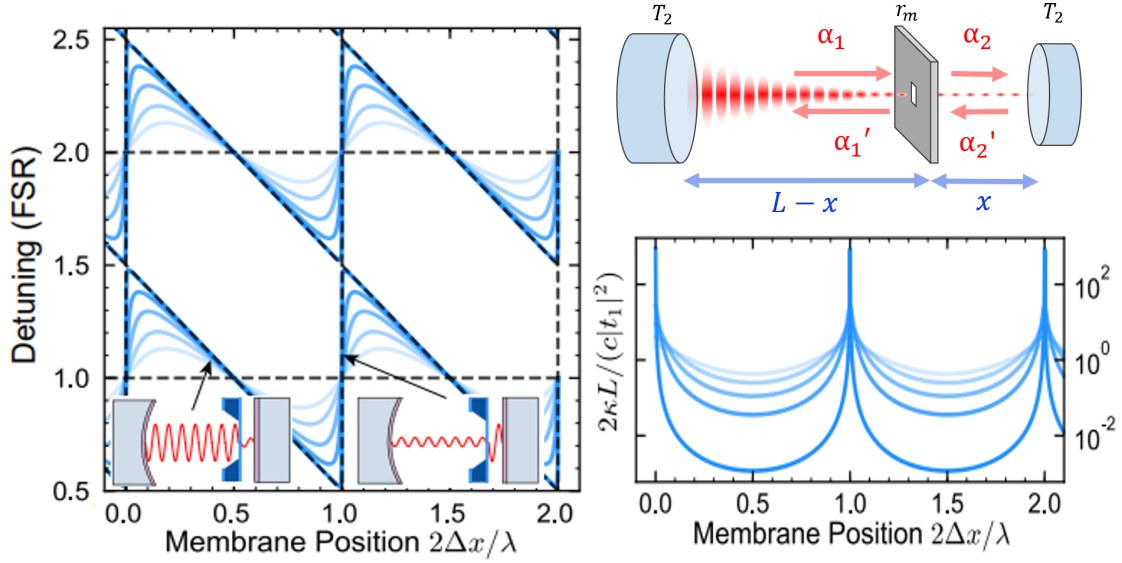 Detuning (FSR)
2.5
2.0
1.5
1.0
0.5
0.0 0.5 1.0 1.5 2.0
Membrane Position 2Δx/λ
T₂ rₘ T₂
α₁ α₂
α₁′ α₂'
L − x x
2κL/(c|t₁|²)
10²
10⁰
10⁻²
0.0 0.5 1.0 1.5 2.0
Membrane Position 2Δx/λ